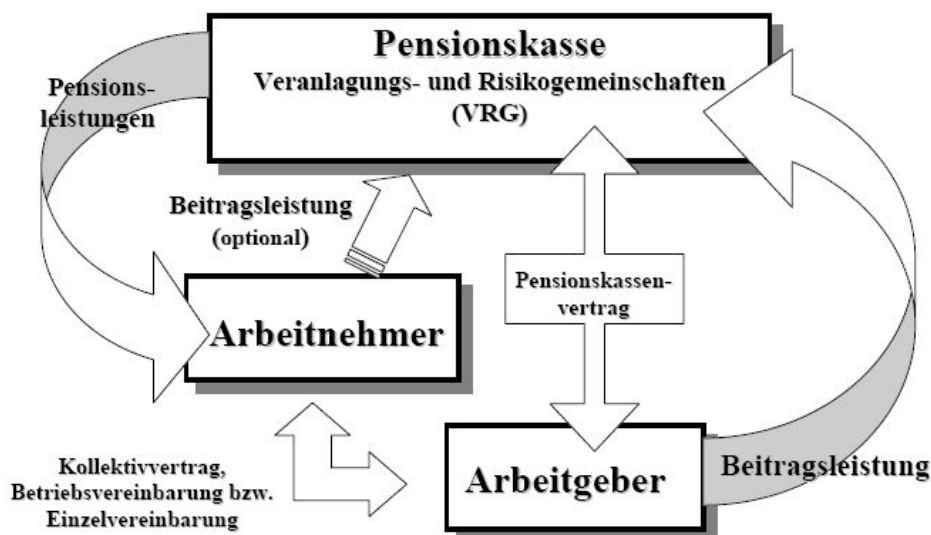 Pensionskasse
Veranlagungs- und Risikogemeinschaften
(VRG)
Pensions-
leistungen
Beitragsleistung
(optional)
Pensionskassen-
vertrag
Arbeitnehmer
Kollektivvertrag,
Betriebsvereinbarung bzw.
Einzelvereinbarung
Arbeitgeber
Beitragsleistung